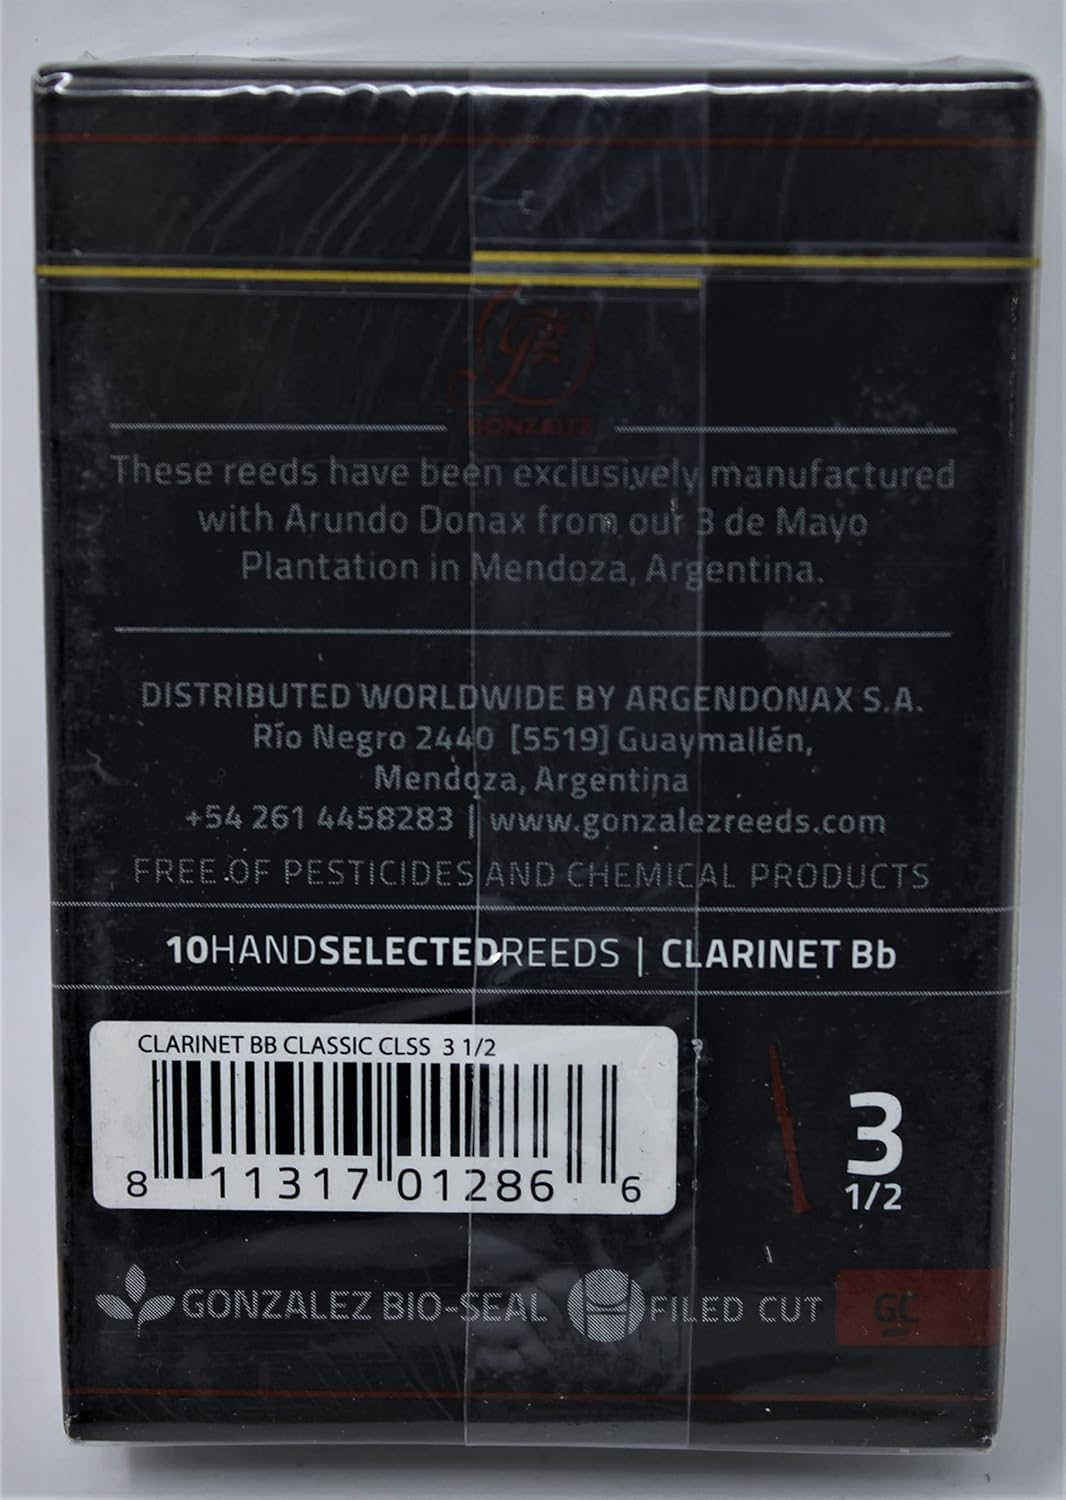 GONZALEZ
These reeds have been exclusively manufactured
with Arundo Donax from our 3 de Mayo
Plantation in Mendoza, Argentina.
DISTRIBUTED WORLDWIDE BY ARGENDONAX S.A.
Río Negro 2440 [5519] Guaymallén,
Mendoza, Argentina
+54 261 4458283 | www.gonzalezreeds.com
FREE OF PESTICIDES AND CHEMICAL PRODUCTS
10HANDSELECTEDREEDS | CLARINET Bb
CLARINET BB CLASSIC CLSS 3 1/2
8 11317 01286 6
3
1/2
GONZALEZ BIO-SEAL FILED CUT GC